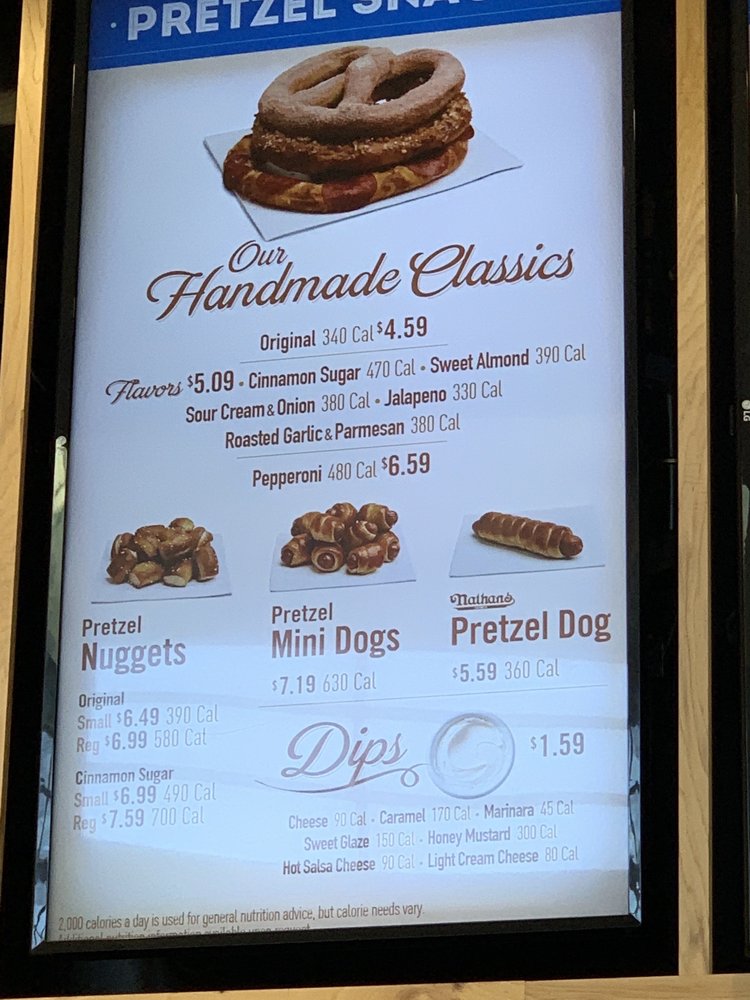 · PRETZEL
Our
Handmade Classics
Original 340 Cal $4.59
Flavors $5.09 • Cinnamon Sugar 470 Cal • Sweet Almond 390 Cal
Sour Cream & Onion 380 Cal • Jalapeno 330 Cal
Roasted Garlic & Parmesan 380 Cal
Pepperoni 480 Cal $6.59
Pretzel
Nuggets
Original
Small $6.49 390 Cal
Reg $6.99 580 Cal
Cinnamon Sugar
Small $6.99 490 Cal
Reg $7.59 700 Cal
Pretzel
Mini Dogs
$7.19 630 Cal
Nathan's
Pretzel Dog
$5.59 360 Cal
Dips $1.59
Cheese 90 Cal • Caramel 170 Cal • Marinara 45 Cal
Sweet Glaze 150 Cal • Honey Mustard 300 Cal
Hot Salsa Cheese 90 Cal • Light Cream Cheese 80 Cal
2,000 calories a day is used for general nutrition advice, but calorie needs vary.
Additional nutrition information available upon request.